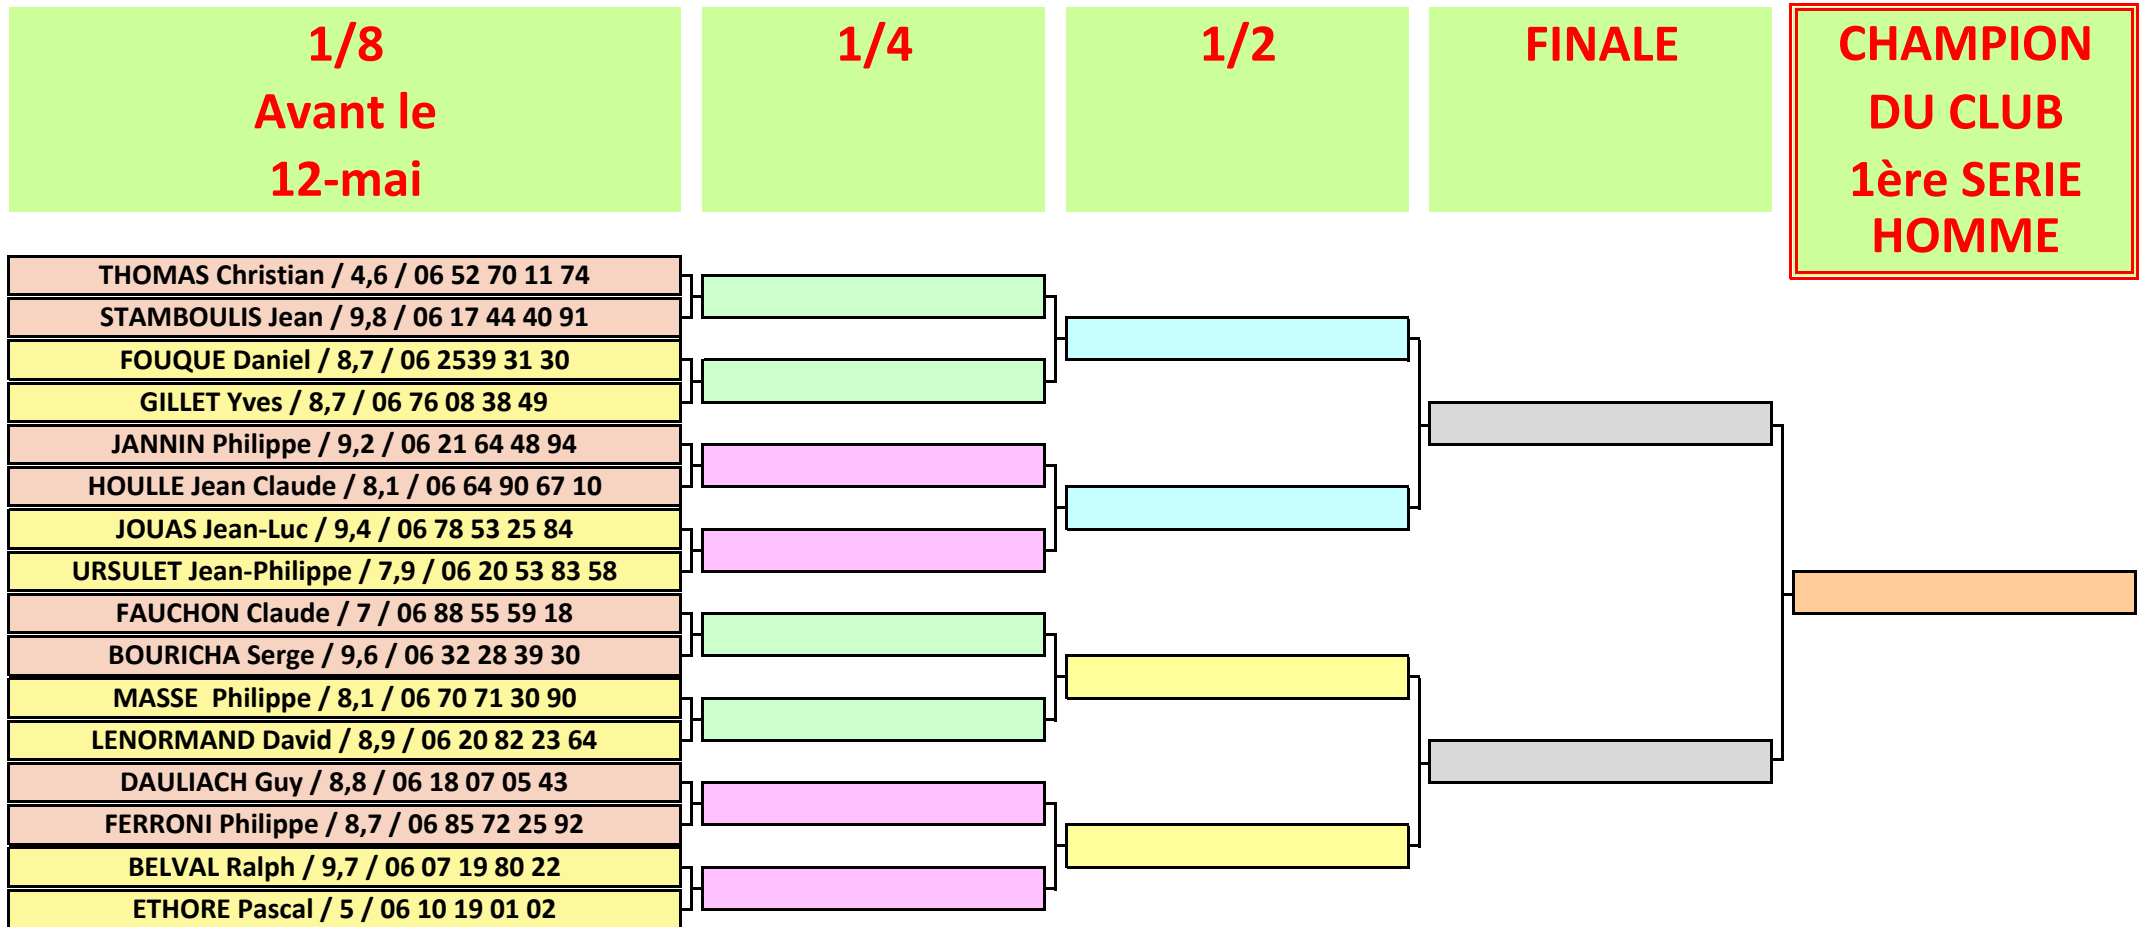 1/8
Avant le
12-mai
1/4
1/2
FINALE
CHAMPION
DU CLUB
1ère SERIE
HOMME
THOMAS Christian / 4,6 / 06 52 70 11 74
STAMBOULIS Jean / 9,8 / 06 17 44 40 91
FOUQUE Daniel / 8,7 / 06 2539 31 30
GILLET Yves / 8,7 / 06 76 08 38 49
JANNIN Philippe / 9,2 / 06 21 64 48 94
HOULLE Jean Claude / 8,1 / 06 64 90 67 10
JOUAS Jean-Luc / 9,4 / 06 78 53 25 84
URSULET Jean-Philippe / 7,9 / 06 20 53 83 58
FAUCHON Claude / 7 / 06 88 55 59 18
BOURICHA Serge / 9,6 / 06 32 28 39 30
MASSE  Philippe / 8,1 / 06 70 71 30 90
LENORMAND David / 8,9 / 06 20 82 23 64
DAULIACH Guy / 8,8 / 06 18 07 05 43
FERRONI Philippe / 8,7 / 06 85 72 25 92
BELVAL Ralph / 9,7 / 06 07 19 80 22
ETHORE Pascal / 5 / 06 10 19 01 02